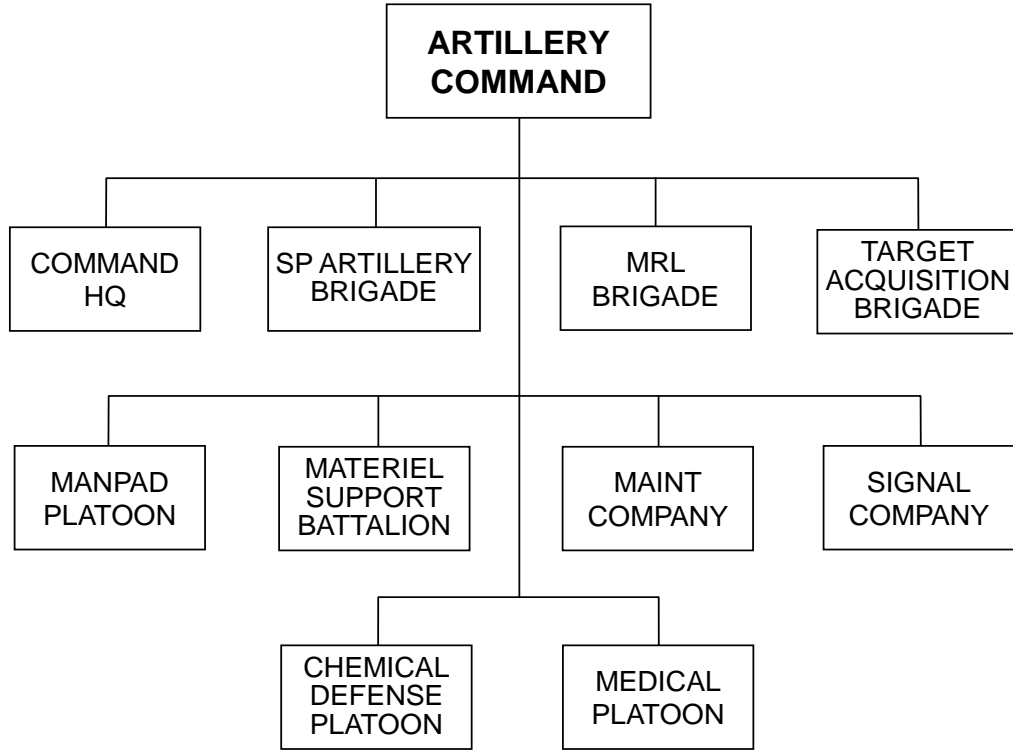 ARTILLERY
COMMAND
COMMAND
HQ
SP ARTILLERY
BRIGADE
MRL
BRIGADE
TARGET
ACQUISITION
BRIGADE
MANPAD
PLATOON
MATERIEL
SUPPORT
BATTALION
MAINT
COMPANY
SIGNAL
COMPANY
CHEMICAL
DEFENSE
PLATOON
MEDICAL
PLATOON